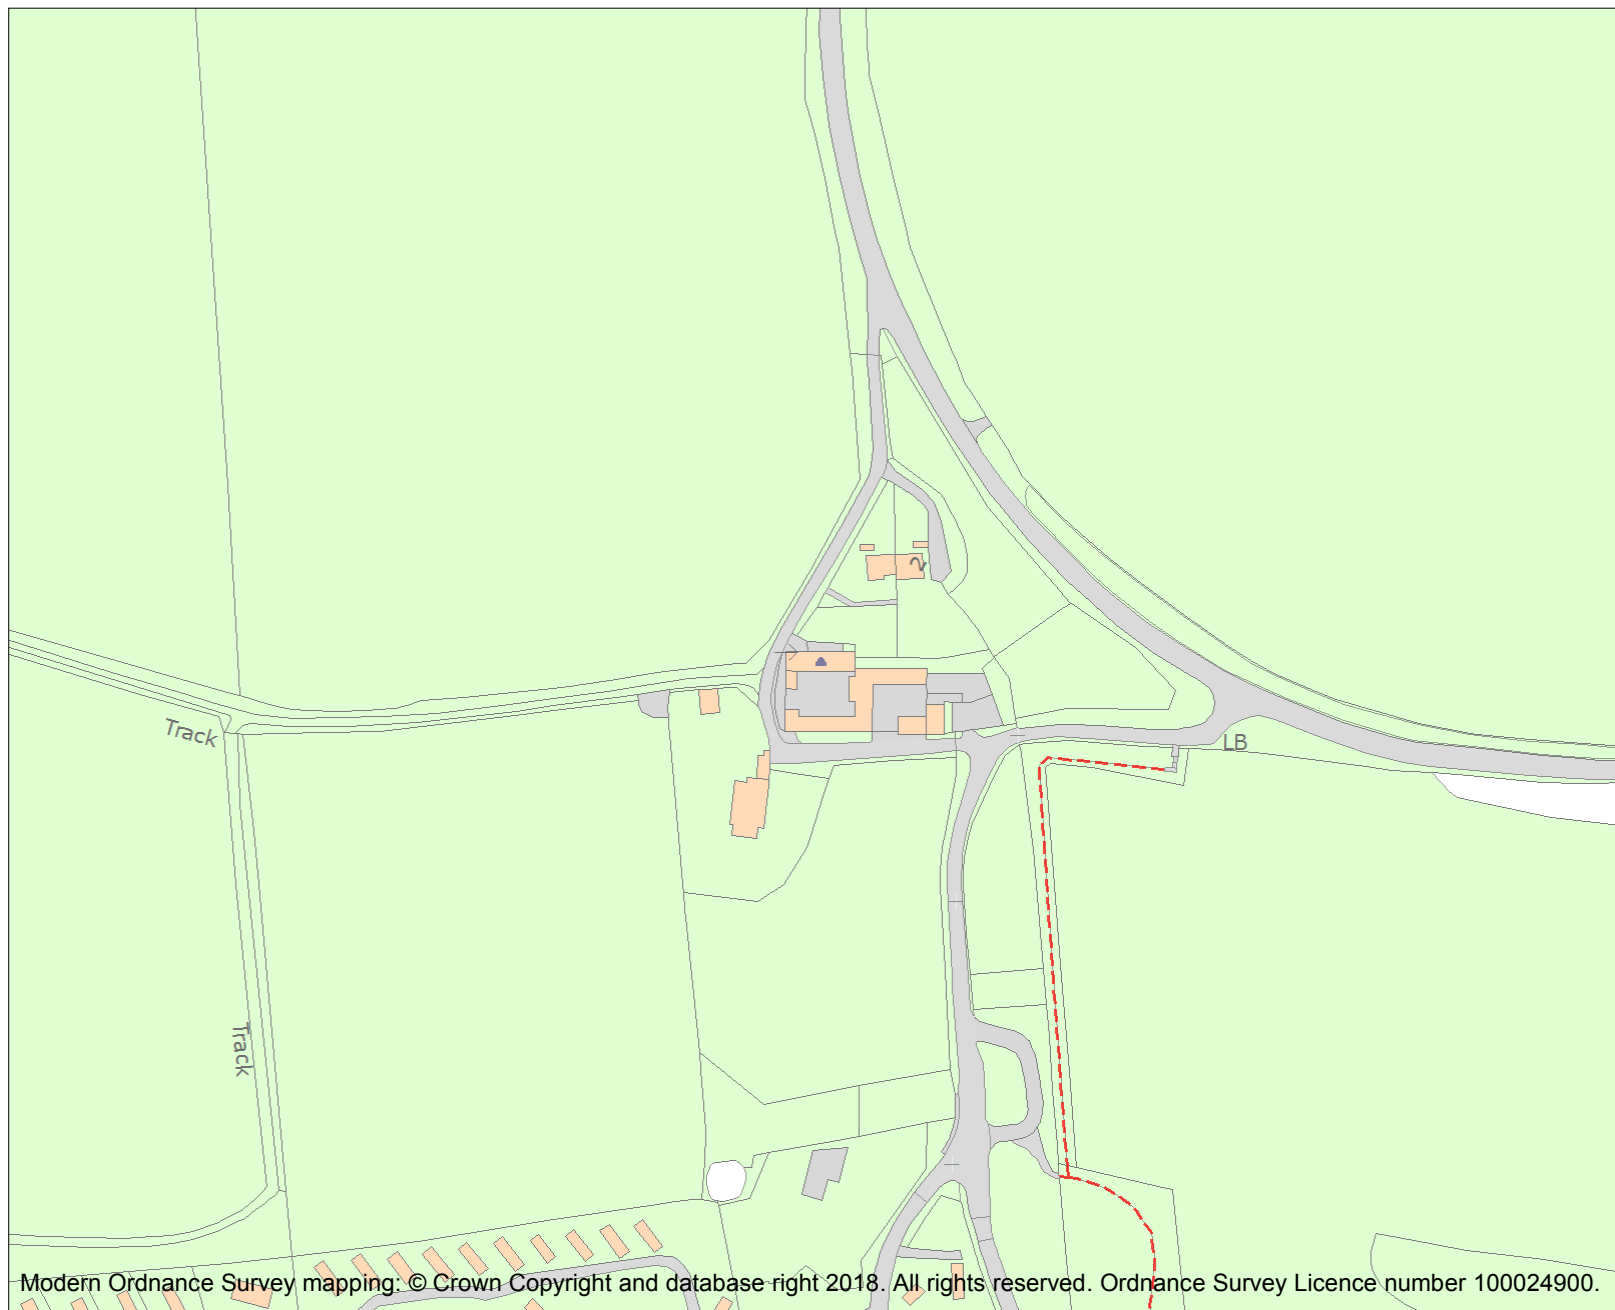 2
Track
LB
Track
Modern Ordnance Survey mapping: © Crown Copyright and database right 2018. All rights reserved. Ordnance Survey Licence number 100024900.